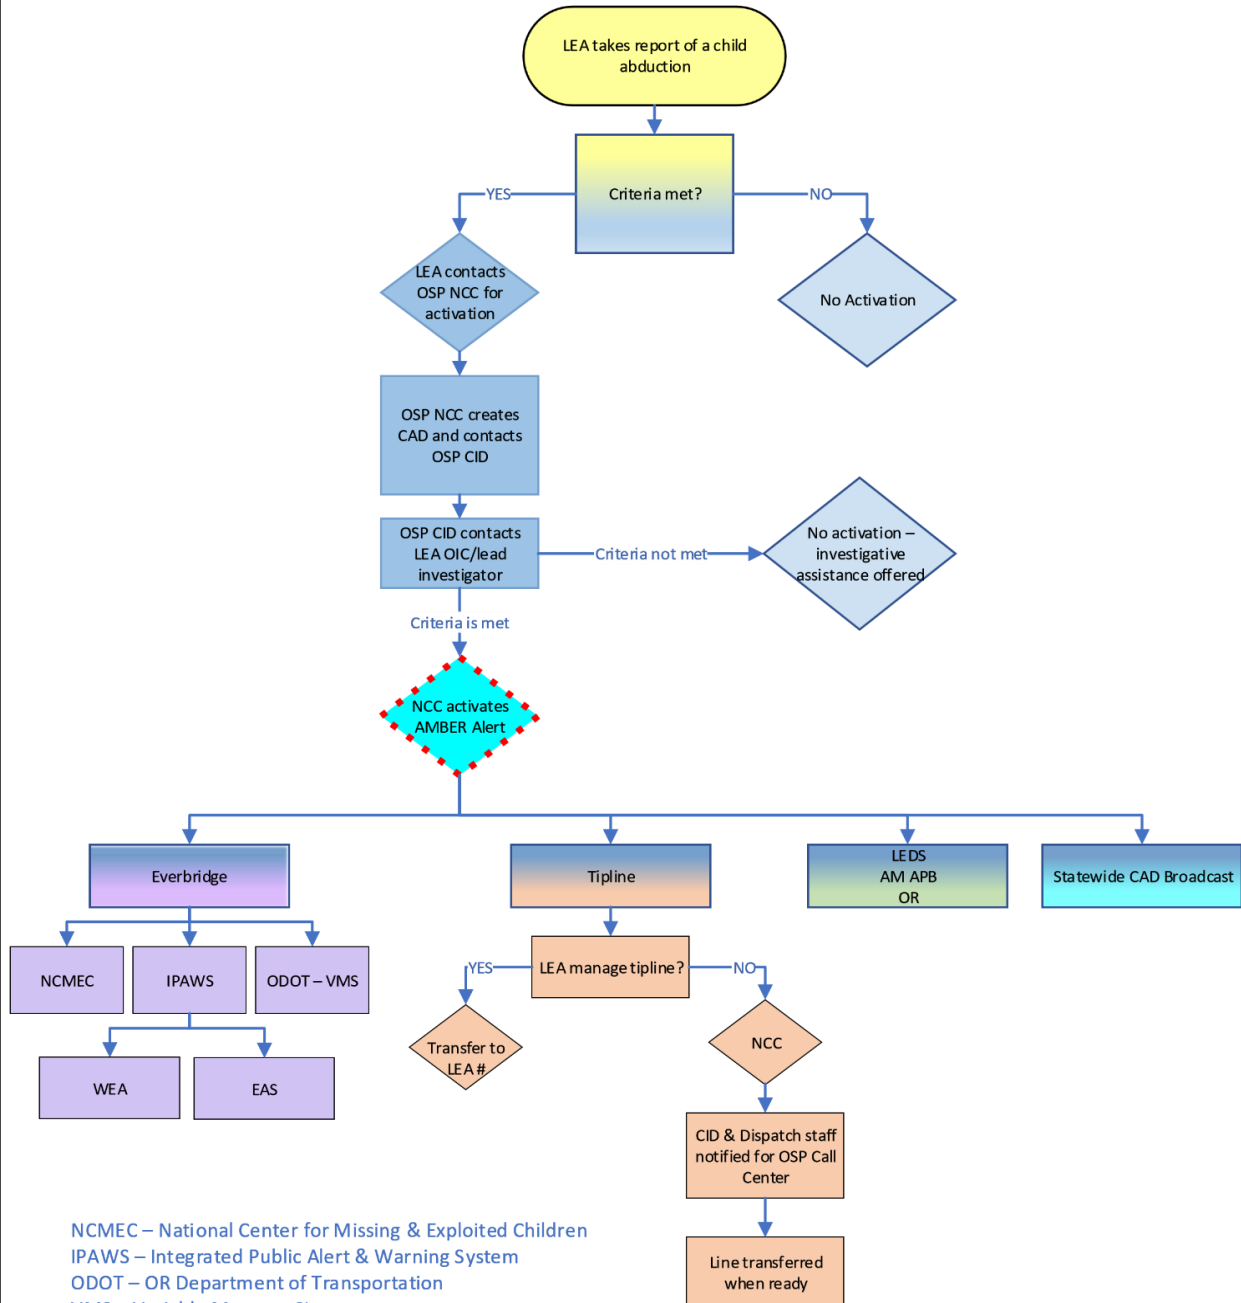 LEA takes report of a child
abduction
Criteria met?
YES
NO
LEA contacts
OSP NCC for
activation
No Activation
OSP NCC creates
CAD and contacts
OSP CID
OSP CID contacts
LEA OIC/lead
investigator
Criteria not met
No activation –
investigative
assistance offered
Criteria is met
NCC activates
AMBER Alert
Everbridge
Tipline
LEDS
AM APB
OR
Statewide CAD Broadcast
NCMEC
IPAWS
ODOT – VMS
LEA manage tipline?
YES
NO
WEA
EAS
Transfer to
LEA #
NCC
CID & Dispatch staff
notified for OSP Call
Center
Line transferred
when ready
NCMEC – National Center for Missing & Exploited Children
IPAWS – Integrated Public Alert & Warning System
ODOT – OR Department of Transportation